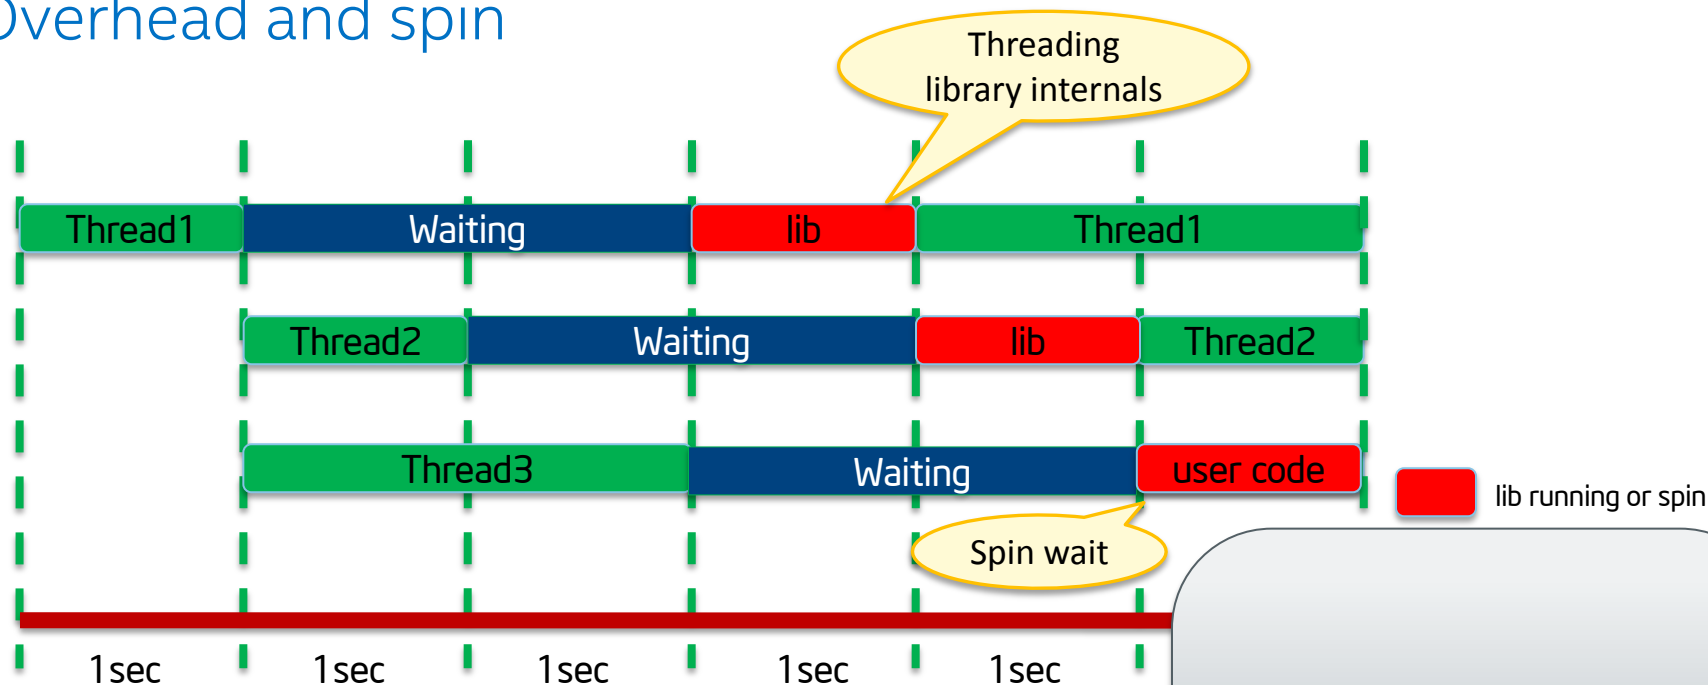 Overhead and spin
Threading
library internals
Thread1 Waiting lib Thread1
Thread2 Waiting lib Thread2
Thread3 Waiting user code
lib running or spin
Spin wait
1sec 1sec 1sec 1sec 1sec